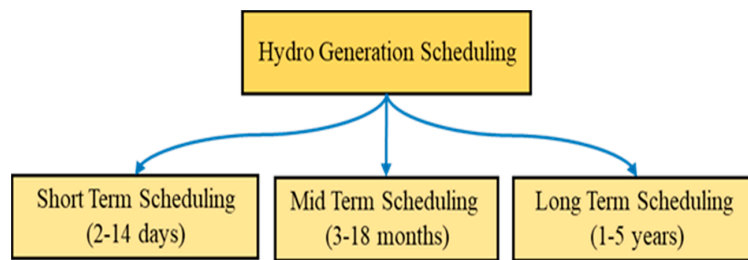 Hydro Generation Scheduling
Short Term Scheduling
(2-14 days)
Mid Term Scheduling
(3-18 months)
Long Term Scheduling
(1-5 years)